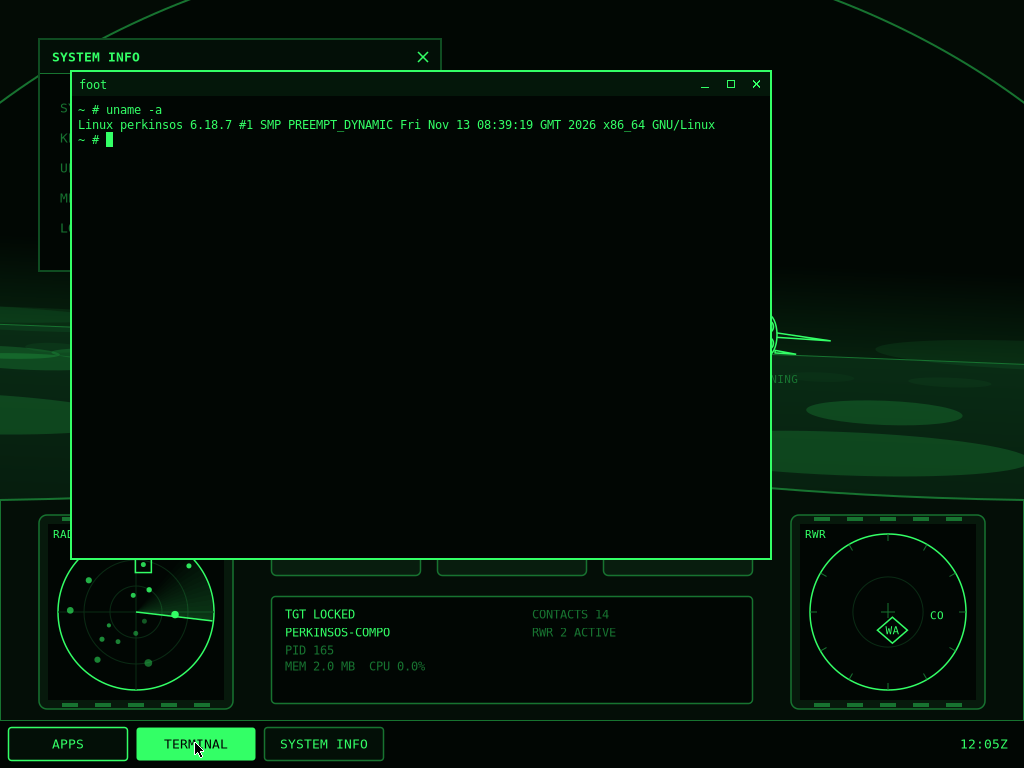 SYSTEM INFO
foot
~ # uname -a
Linux perkinsos 6.18.7 #1 SMP PREEMPT_DYNAMIC Fri Nov 13 08:39:19 GMT 2026 x86_64 GNU/Linux
~ #
RWR
CO
WA
TGT LOCKED
CONTACTS 14
PERKINSOS-COMPO
RWR 2 ACTIVE
PID 165
MEM 2.0 MB CPU 0.0%
APPS
TERMINAL
SYSTEM INFO
12:05Z